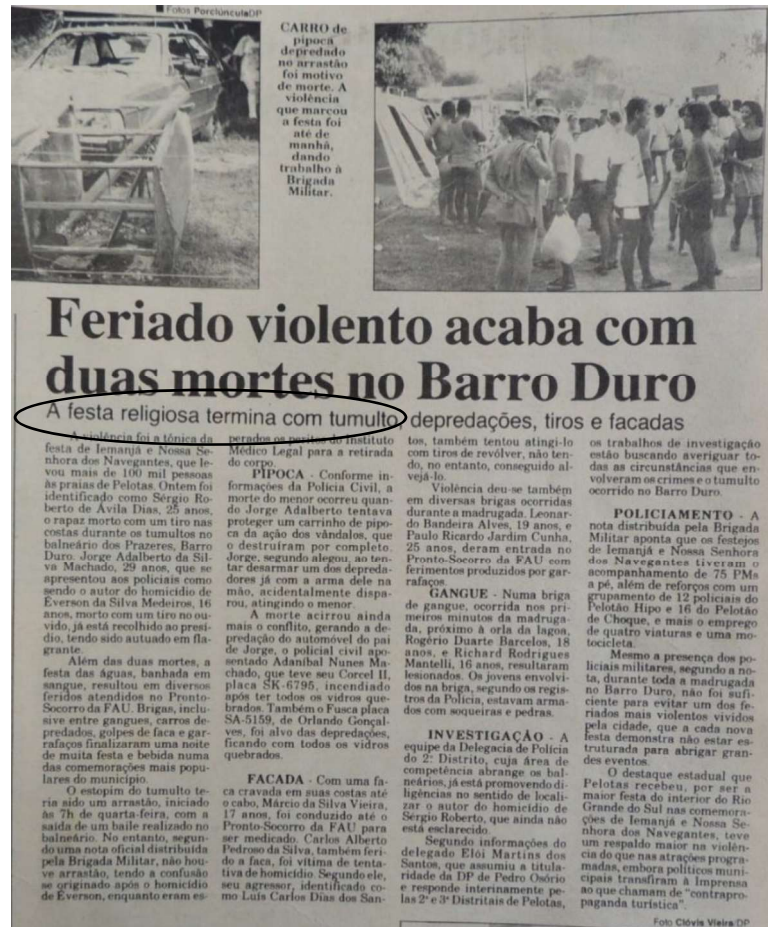 Fotos Porciúncula/DP
CARRO de
pipoca
depredado
no arrastão
foi motivo
de morte. A
violência
que marcou
a festa foi
até de
manhã,
dando
trabalho à
Brigada
Militar.
Feriado violento acaba com
duas mortes no Barro Duro
A festa religiosa termina com tumulto, depredações, tiros e facadas
A violência foi a tônica da
festa de Iemanjá e Nossa Se-
nhora dos Navegantes, que le-
vou mais de 100 mil pessoas
às praias de Pelotas. Ontem foi
identificado como Sérgio Ro-
berto de Ávila Dias, 25 anos,
o rapaz morto com um tiro nas
costas durante os tumultos no
balneário dos Prazeres, Barro
Duro. Jorge Adalberto da Sil-
va Machado, 29 anos, que se
apresentou aos policiais como
sendo o autor do homicídio de
Éverson da Silva Medeiros, 16
anos, morto com um tiro no ou-
vido, já está recolhido ao presí-
dio, tendo sido autuado em fla-
grante.
Além das duas mortes, a
festa das águas, banhada em
sangue, resultou em diversos
feridos atendidos no Pronto-
Socorro da FAU. Brigas, inclu-
sive entre gangues, carros de-
predados, golpes de faca e gar-
rafaços finalizaram uma noite
de muita festa e bebida numa
das comemorações mais popu-
lares do município.
O estopim do tumulto te-
ria sido um arrastão, iniciado
às 7h de quarta-feira, com a
saída de um baile realizado no
balneário. No entanto, segun-
do uma nota oficial distribuída
pela Brigada Militar, não hou-
ve arrastão, tendo a confusão
se originado após o homicídio
de Éverson, enquanto eram es-
perados os peritos do Instituto
Médico Legal para a retirada
do corpo.
PIPOCA - Conforme in-
formações da Polícia Civil, a
morte do menor ocorreu quan-
do Jorge Adalberto tentava
proteger um carrinho de pipo-
ca da ação dos vândalos, que
o destruíram por completo.
Jorge, segundo alegou, ao ten-
tar desarmar um dos depreda-
dores já com a arma dele na
mão, acidentalmente dispa-
rou, atingindo o menor.
A morte acirrou ainda
mais o conflito, gerando a de-
predação do automóvel do pai
de Jorge, o policial civil apo-
sentado Adaníbal Nunes Ma-
chado, que teve seu Corcel II,
placa SK-6795, incendiado
após ter todos os vidros que-
brados. Também o Fusca placa
SA-5159, de Orlando Gonçal-
ves, foi alvo das depredações,
ficando com todos os vidros
quebrados.
FACADA - Com uma fa-
ca cravada em suas costas até
o cabo, Márcio da Silva Vieira,
17 anos, foi conduzido até o
Pronto-Socorro da FAU para
ser medicado. Carlos Alberto
Pedroso da Silva, também feri-
do a faca, foi vítima de tenta-
tiva de homicídio. Segundo ele,
seu agressor, identificado co-
mo Luís Carlos Dias dos San-
tos, também tentou atingi-lo
com tiros de revólver, não ten-
do, no entanto, conseguido al-
vejá-lo.
Violência deu-se também
em diversas brigas ocorridas
durante a madrugada. Leonar-
do Bandeira Alves, 19 anos, e
Paulo Ricardo Jardim Cunha,
25 anos, deram entrada no
Pronto-Socorro da FAU com
ferimentos produzidos por gar-
rafaços.
GANGUE - Numa briga
de gangue, ocorrida nos pri-
meiros minutos da madruga-
da, próximo à orla da lagoa,
Rogério Duarte Barcelos, 18
anos, e Richard Rodrigues
Mantelli, 16 anos, resultaram
lesionados. Os jovens envolvi-
dos na briga, segundo os regis-
tros da Polícia, estavam arma-
dos com soqueiras e pedras.
INVESTIGAÇÃO - A
equipe da Delegacia de Polícia
do 2º Distrito, cuja área de
competência abrange os bal-
neários, já está promovendo di-
ligências no sentido de locali-
zar o autor do homicídio de
Sérgio Roberto, que ainda não
está esclarecido.
Segundo informações do
delegado Elói Martins dos
Santos, que assumiu a titula-
ridade da DP de Pedro Osório
e responde interinamente pe-
las 2ª e 3ª Distritais de Pelotas,
os trabalhos de investigação
estão buscando averiguar to-
das as circunstâncias que en-
volveram os crimes e o tumulto
ocorrido no Barro Duro.
POLICIAMENTO - A
nota distribuída pela Brigada
Militar aponta que os festejos
de Iemanjá e Nossa Senhora
dos Navegantes tiveram o
acompanhamento de 75 PMs
a pé, além de reforços com um
grupamento de 12 policiais do
Pelotão Hipo e 16 do Pelotão
de Choque, e mais o emprego
de quatro viaturas e uma mo-
tocicleta.
Mesmo a presença dos po-
liciais militares, segundo a no-
ta, durante toda a madrugada
no Barro Duro, não foi sufi-
ciente para evitar um dos fe-
riados mais violentos vividos
pela cidade, que a cada nova
festa demonstra não estar es-
truturada para abrigar gran-
des eventos.
O destaque estadual que
Pelotas recebeu, por ser a
maior festa do interior do Rio
Grande do Sul nas comemora-
ções de Iemanjá e Nossa Se-
nhora dos Navegantes, teve
um respaldo maior na violên-
cia do que nas atrações progra-
madas, embora políticos muni-
cipais transfiram à Imprensa
ao que chamam de "contrapro-
paganda turística".
Foto Clóvis Vieira/DP